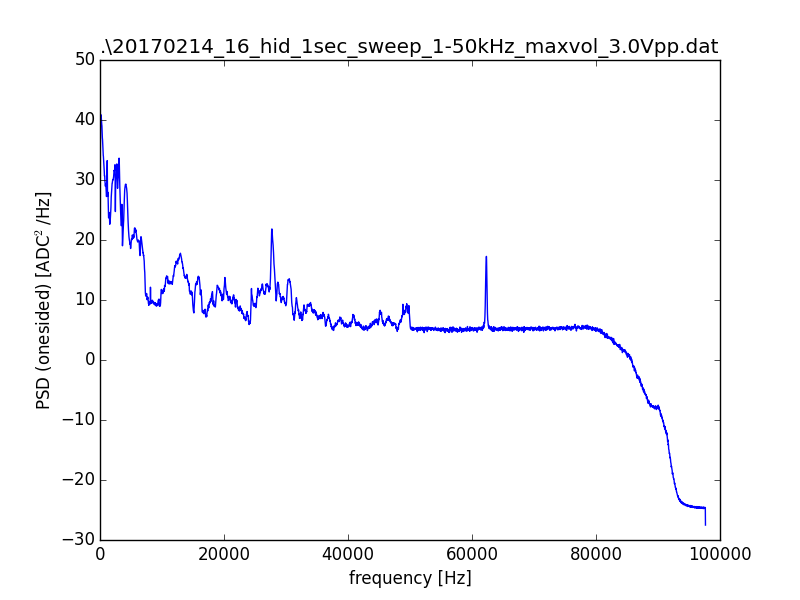 .\20170214_16_hid_1sec_sweep_1-50kHz_maxvol_3.0Vpp.dat
50
40
30
20
10
0
−10
−20
−30
PSD (onesided) [ADC² /Hz]
0 20000 40000 60000 80000 100000
frequency [Hz]